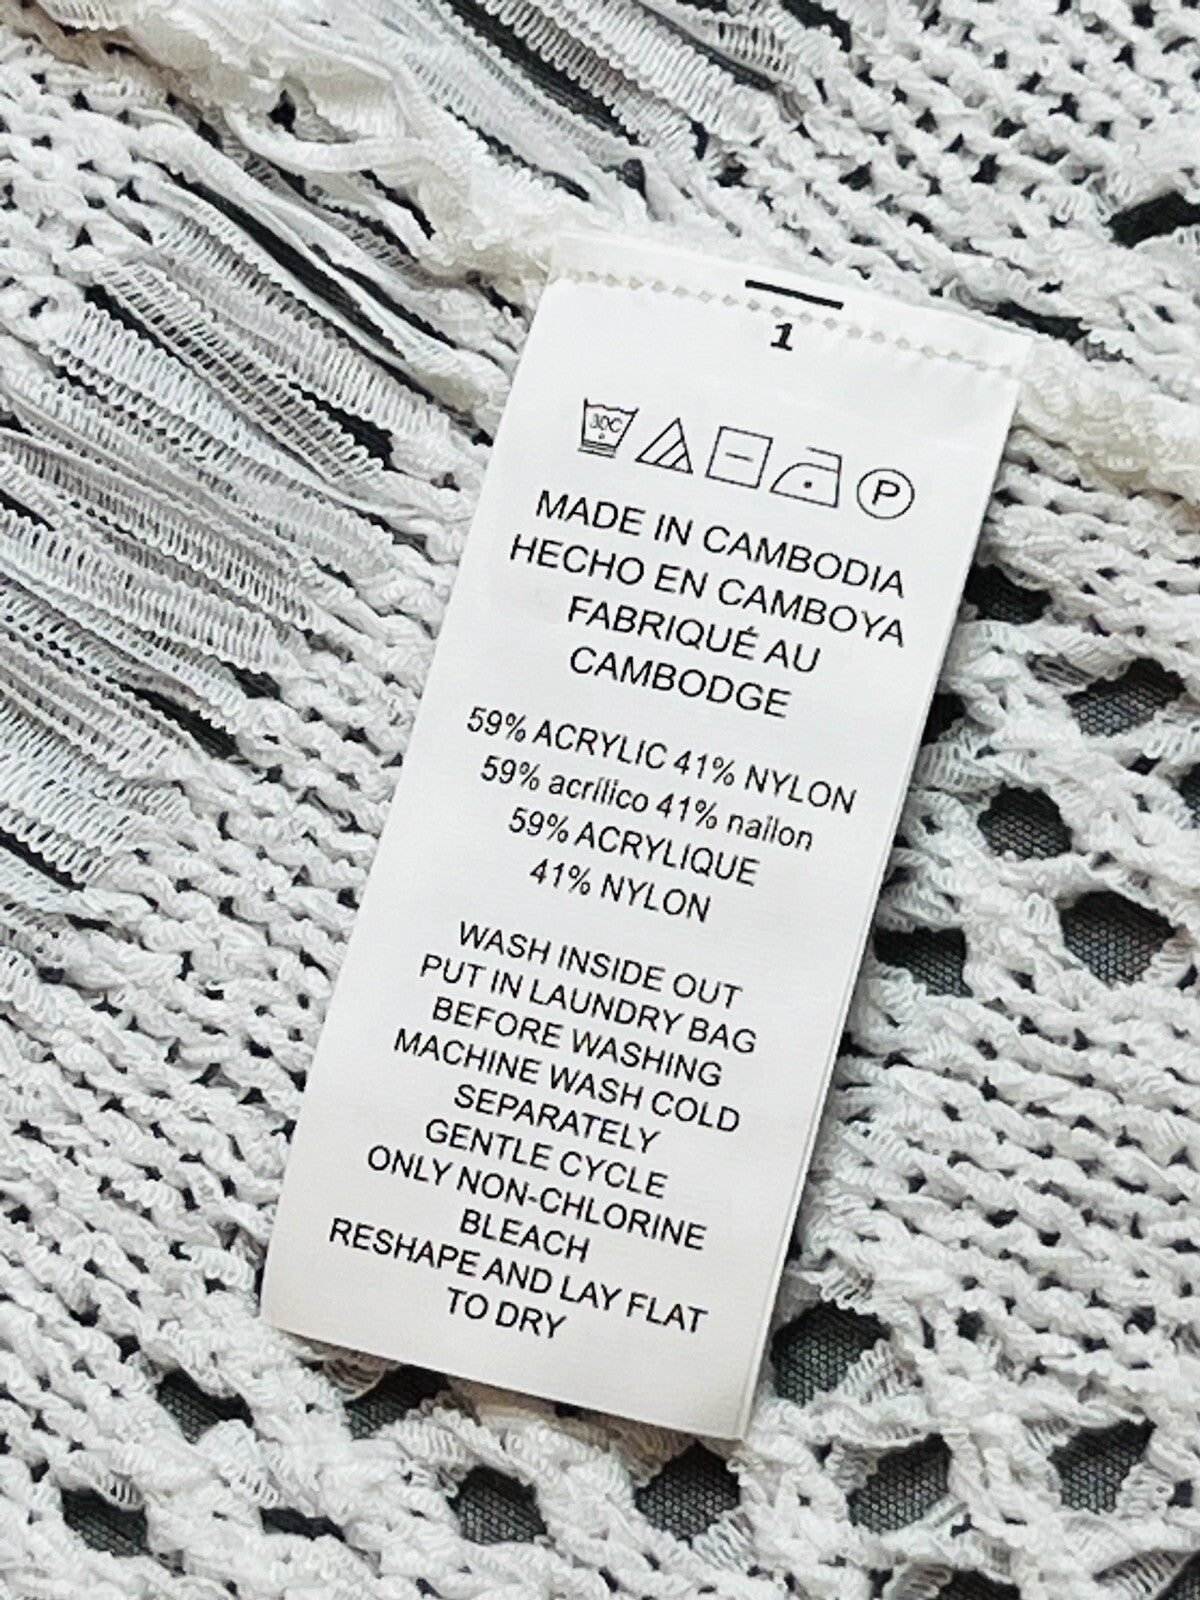 1
30C
P
MADE IN CAMBODIA
HECHO EN CAMBOYA
FABRIQUÉ AU
CAMBODGE
59% ACRYLIC 41% NYLON
59% acrílico 41% nailon
59% ACRYLIQUE
41% NYLON
WASH INSIDE OUT
PUT IN LAUNDRY BAG
BEFORE WASHING
MACHINE WASH COLD
SEPARATELY
GENTLE CYCLE
ONLY NON-CHLORINE
BLEACH
RESHAPE AND LAY FLAT
TO DRY